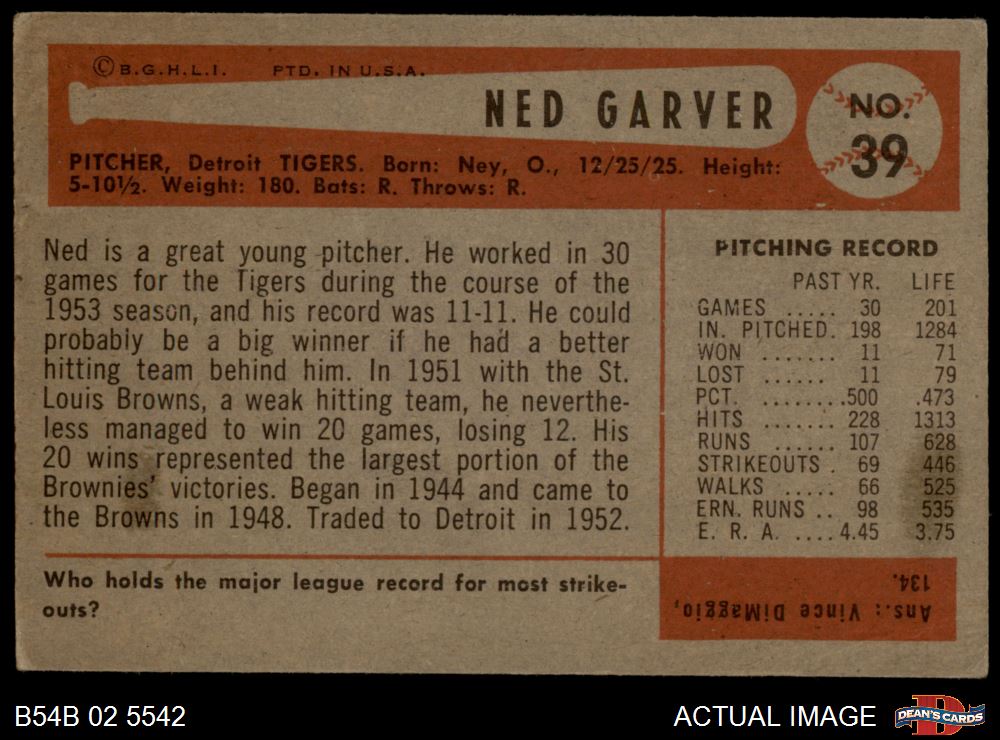 ©B.G.H.L.I. PTD. IN U.S.A.
NED GARVER
NO.
39
PITCHER, Detroit TIGERS. Born: Ney, O., 12/25/25. Height:
5-10½. Weight: 180. Bats: R. Throws: R.
Ned is a great young pitcher. He worked in 30
games for the Tigers during the course of the
1953 season, and his record was 11-11. He could
probably be a big winner if he had a better
hitting team behind him. In 1951 with the St.
Louis Browns, a weak hitting team, he neverthe-
less managed to win 20 games, losing 12. His
20 wins represented the largest portion of the
Brownies' victories. Began in 1944 and came to
the Browns in 1948. Traded to Detroit in 1952.
PITCHING RECORD
PAST YR. LIFE
GAMES ..... 30 201
IN. PITCHED. 198 1284
WON ....... 11 71
LOST ...... 11 79
PCT. ........500 .473
HITS ...... 228 1313
RUNS ...... 107 628
STRIKEOUTS . 69 446
WALKS ..... 66 525
ERN. RUNS .. 98 535
E. R. A. ....4.45 3.75
Who holds the major league record for most strike-
outs?
Ans.: Vince DiMaggio,
134.
B54B 02 5542
ACTUAL IMAGE
D
DEAN'S CARDS